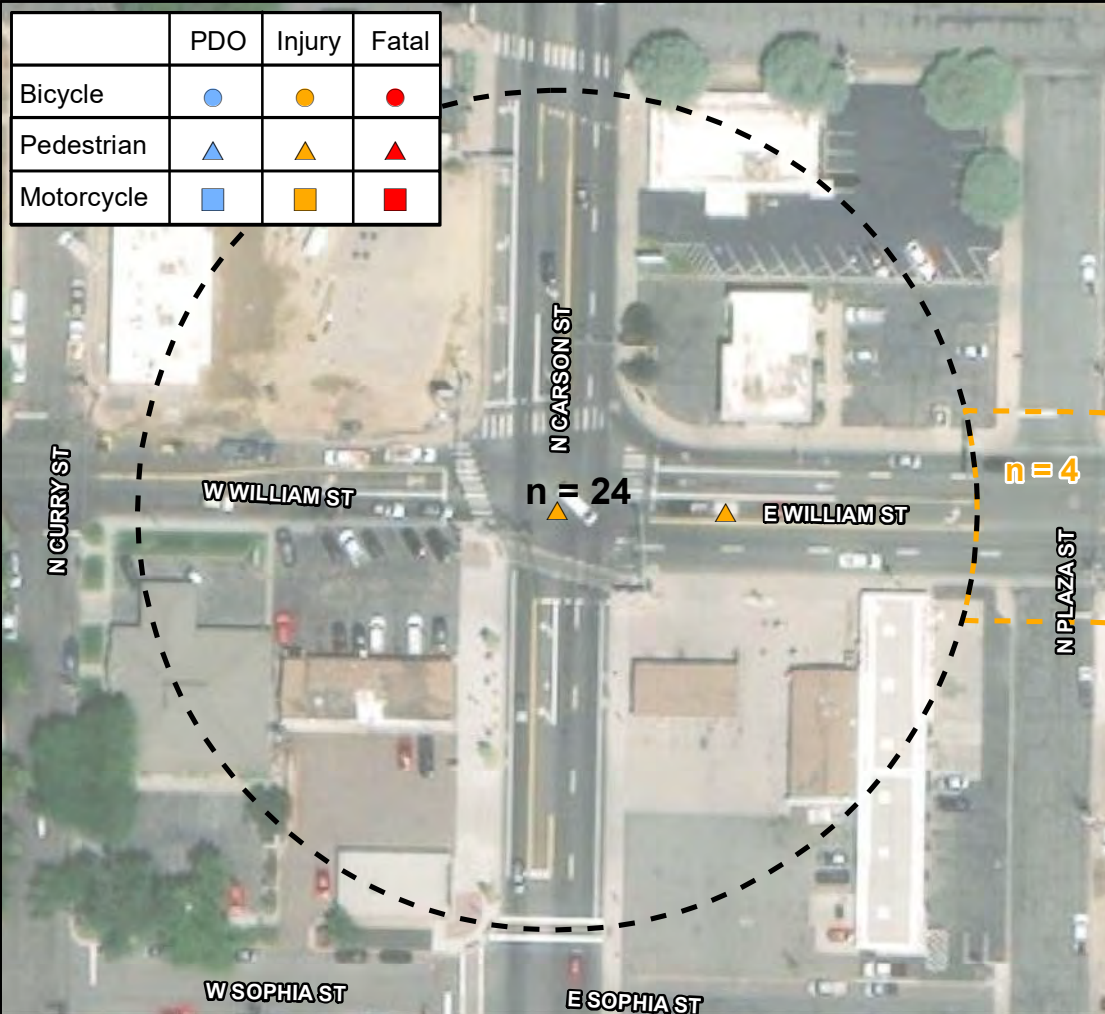 PDO Injury Fatal
Bicycle
Pedestrian
Motorcycle
N CARSON ST
N CURRY ST
W WILLIAM ST
n = 24
E WILLIAM ST
n = 4
N PLAZA ST
W SOPHIA ST
E SOPHIA ST